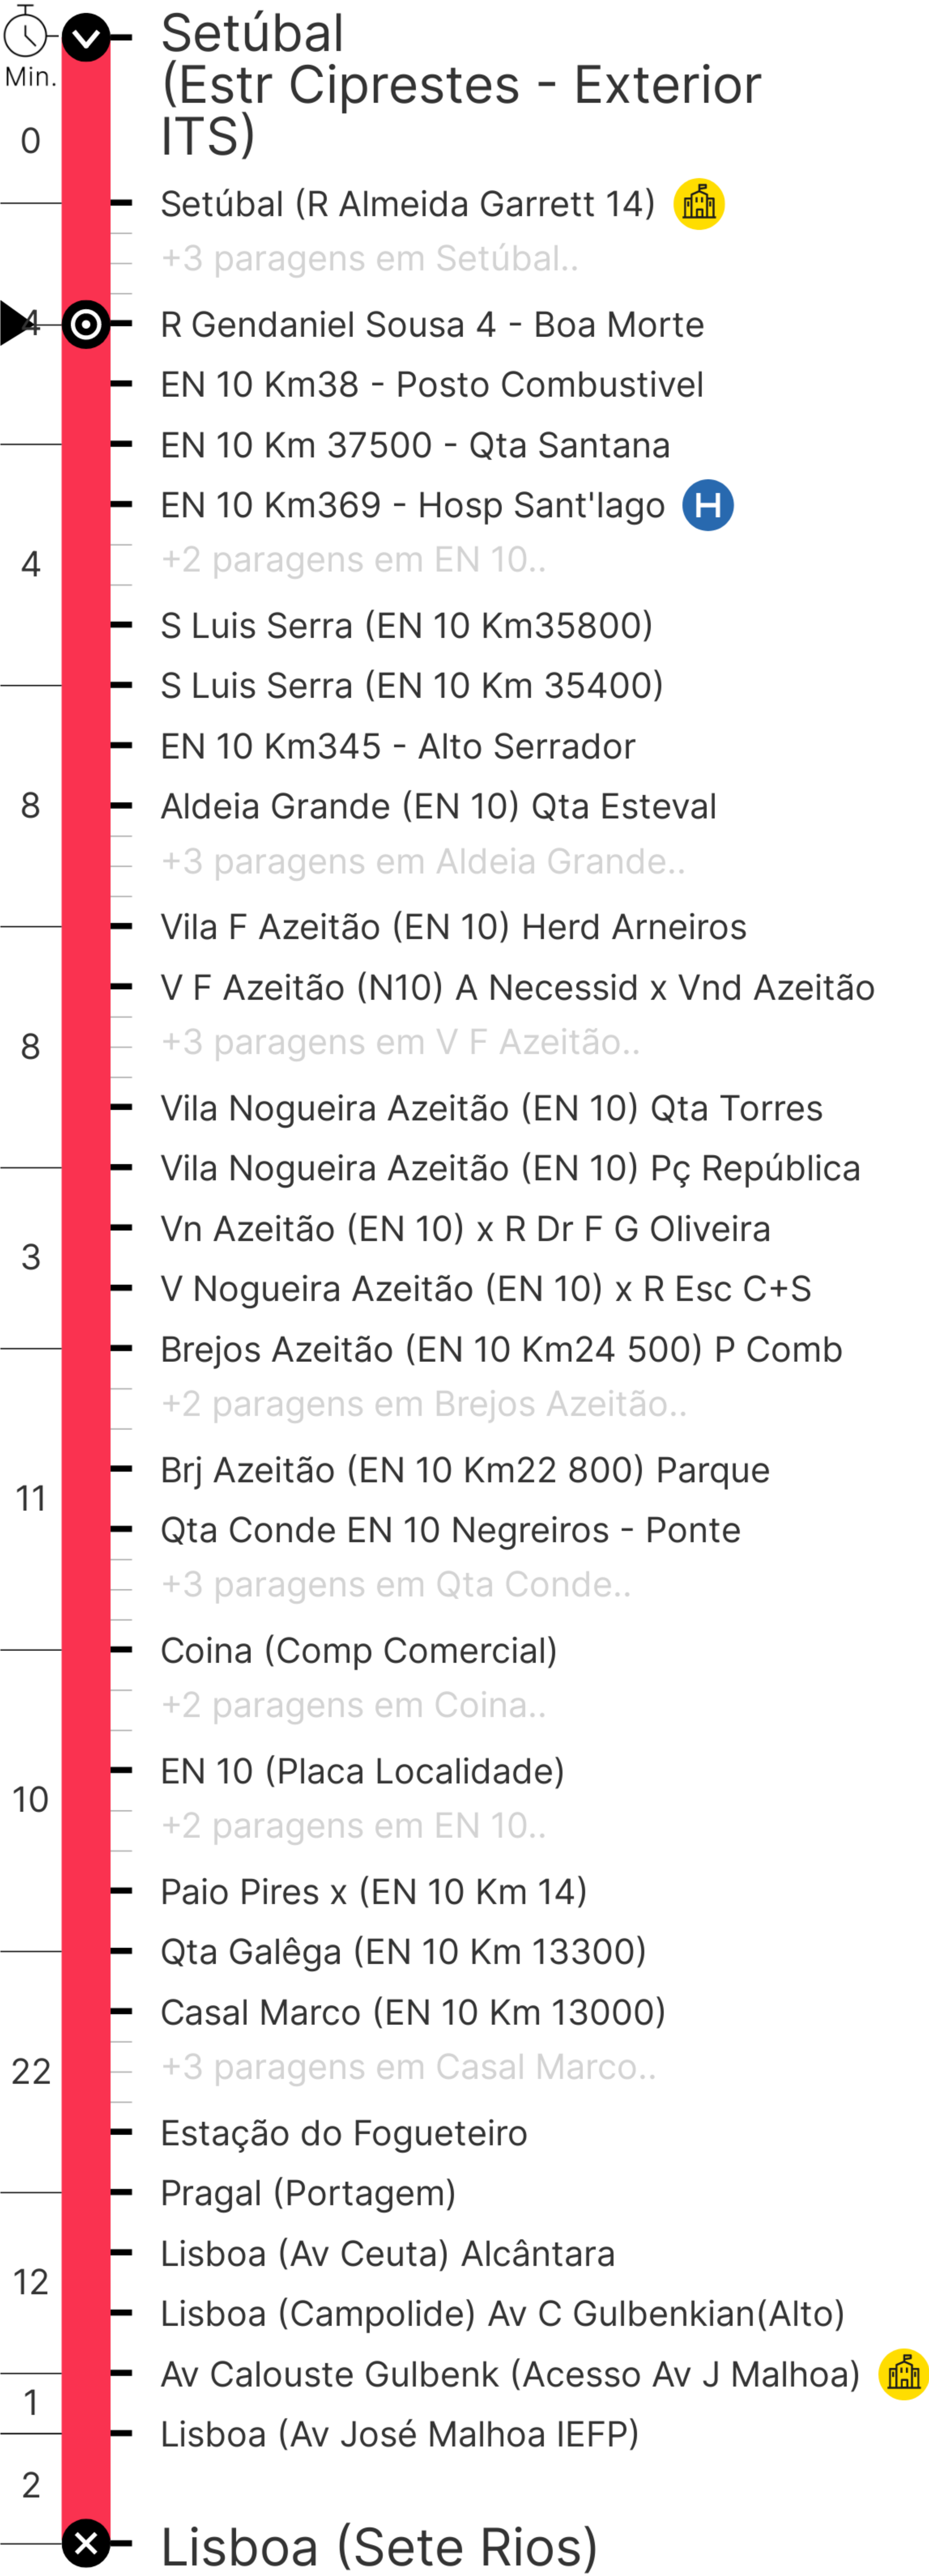 Setúbal
(Estr Ciprestes - Exterior
ITS)
Min.
0
Setúbal (R Almeida Garrett 14)
+3 paragens em Setúbal..
4
R Gendaniel Sousa 4 - Boa Morte
EN 10 Km38 - Posto Combustivel
EN 10 Km 37500 - Qta Santana
EN 10 Km369 - Hosp Sant'Iago H
4
+2 paragens em EN 10..
S Luis Serra (EN 10 Km35800)
S Luis Serra (EN 10 Km 35400)
EN 10 Km345 - Alto Serrador
8
Aldeia Grande (EN 10) Qta Esteval
+3 paragens em Aldeia Grande..
Vila F Azeitão (EN 10) Herd Arneiros
V F Azeitão (N10) A Necessid x Vnd Azeitão
8
+3 paragens em V F Azeitão..
Vila Nogueira Azeitão (EN 10) Qta Torres
Vila Nogueira Azeitão (EN 10) Pç República
Vn Azeitão (EN 10) x R Dr F G Oliveira
3
V Nogueira Azeitão (EN 10) x R Esc C+S
Brejos Azeitão (EN 10 Km24 500) P Comb
+2 paragens em Brejos Azeitão..
Brj Azeitão (EN 10 Km22 800) Parque
11
Qta Conde EN 10 Negreiros - Ponte
+3 paragens em Qta Conde..
Coina (Comp Comercial)
+2 paragens em Coina..
EN 10 (Placa Localidade)
10
+2 paragens em EN 10..
Paio Pires x (EN 10 Km 14)
Qta Galêga (EN 10 Km 13300)
Casal Marco (EN 10 Km 13000)
22
+3 paragens em Casal Marco..
Estação do Fogueteiro
Pragal (Portagem)
Lisboa (Av Ceuta) Alcântara
12
Lisboa (Campolide) Av C Gulbenkian(Alto)
Av Calouste Gulbenk (Acesso Av J Malhoa)
1
Lisboa (Av José Malhoa IEFP)
2
Lisboa (Sete Rios)